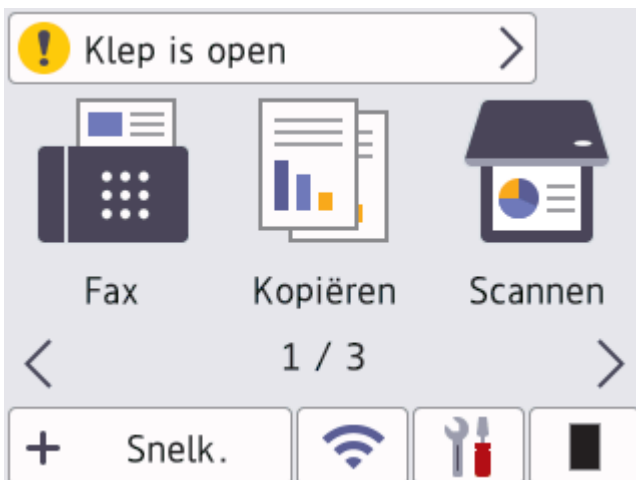 Klep is open
Fax
Kopiëren
Scannen
1 / 3
Snelk.